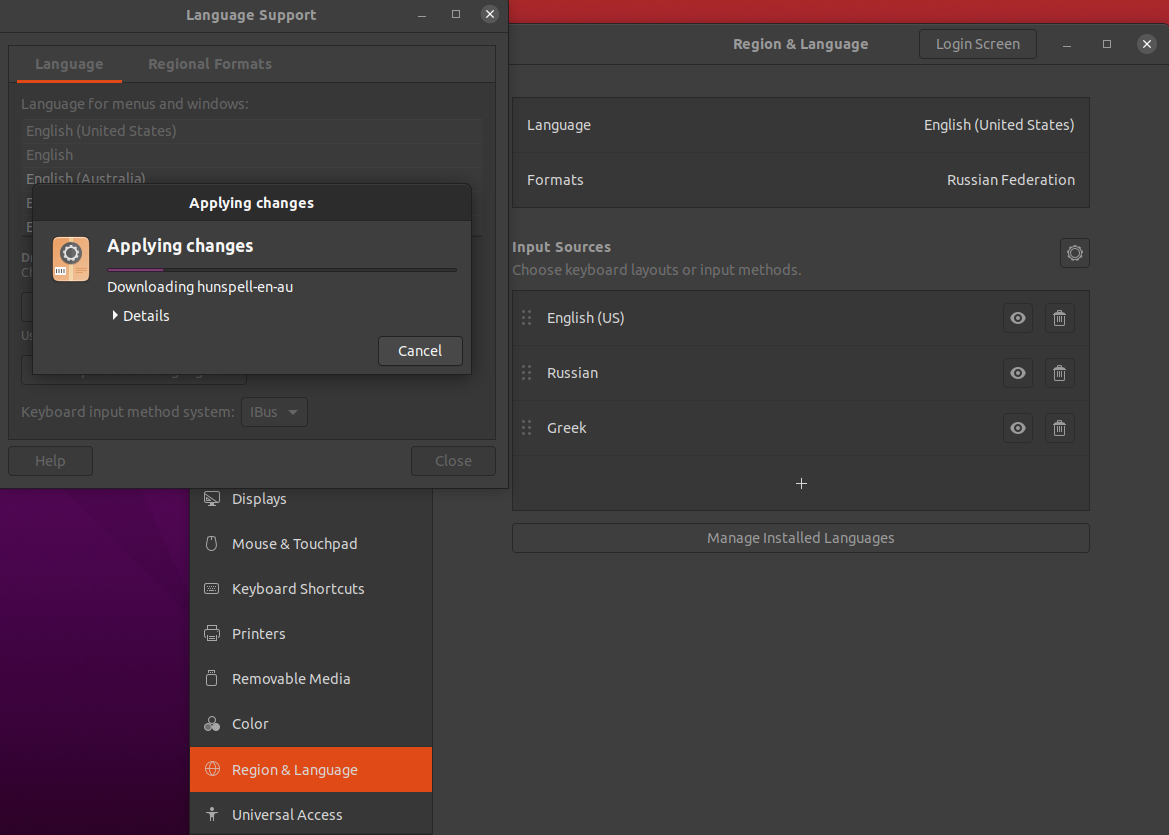 Language Support
Language
Regional Formats
Language for menus and windows:
English (United States)
English
English (Australia)
Applying changes
Applying changes
Downloading hunspell-en-au
Details
Cancel
Keyboard input method system:
IBus
Help
Close
Region & Language
Login Screen
Language
English (United States)
Formats
Russian Federation
Input Sources
Choose keyboard layouts or input methods.
English (US)
Russian
Greek
Manage Installed Languages
Displays
Mouse & Touchpad
Keyboard Shortcuts
Printers
Removable Media
Color
Region & Language
Universal Access